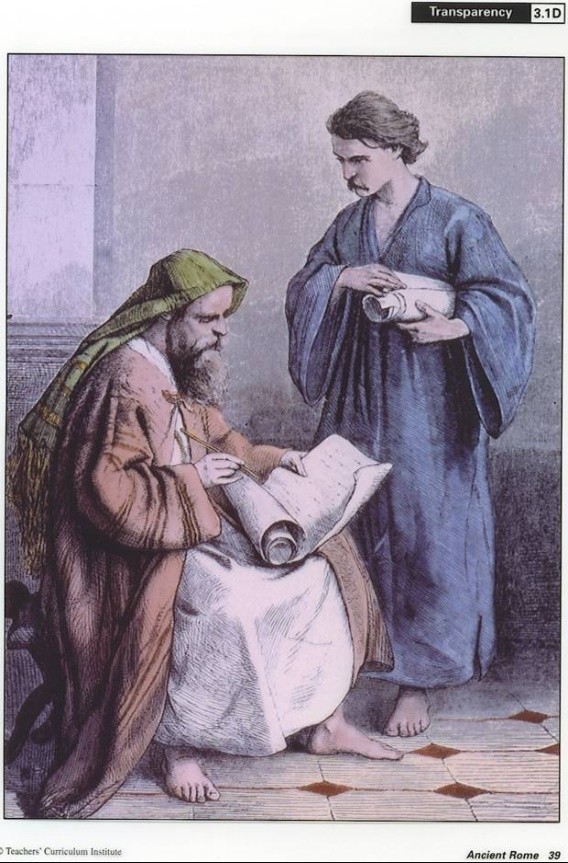 Transparency 3.1D
© Teachers' Curriculum Institute
Ancient Rome 39